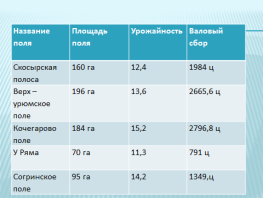 Название поля Площадь поля Урожайность Валовый сбор
Скосырская полоса 160 га 12,4 1984 ц
Верх – урюмское поле 196 га 13,6 2665,6 ц
Кочегарово поле 184 га 15,2 2796,8 ц
У Ряма 70 га 11,3 791 ц
Согринское поле 95 га 14,2 1349,ц